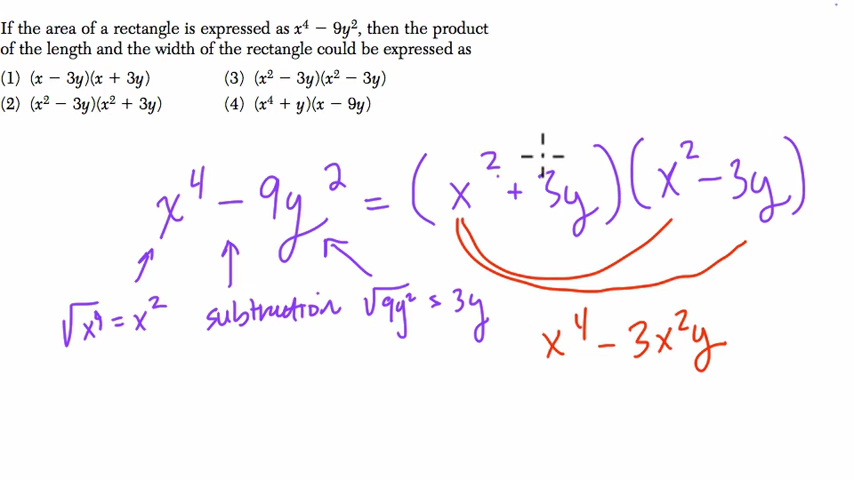 If the area of a rectangle is expressed as x⁴ − 9y², then the product
of the length and the width of the rectangle could be expressed as
(1) (x − 3y)(x + 3y) (3) (x² − 3y)(x² − 3y)
(2) (x² − 3y)(x² + 3y) (4) (x⁴ + y)(x − 9y)
x⁴ − 9y² = (x² + 3y)(x² − 3y)
√x⁴ = x² subtraction √9y² = 3y
x⁴ − 3x²y